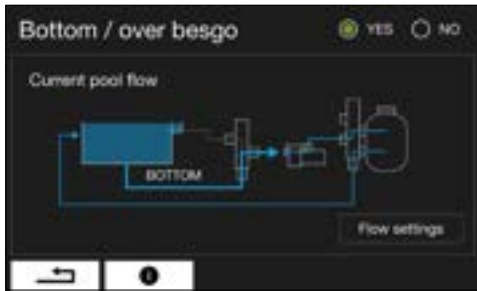 Bottom / over besgo
YES
NO
Current pool flow
BOTTOM
Flow settings